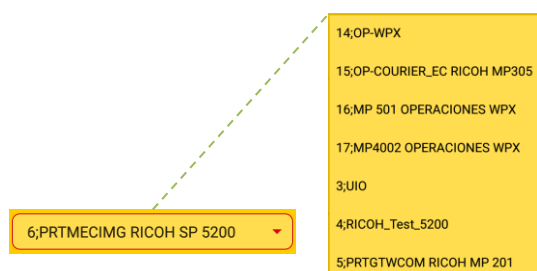 14;OP-WPX
15;OP-COURIER_EC RICOH MP305
16;MP 501 OPERACIONES WPX
17;MP4002 OPERACIONES WPX
3;UIO
6;PRTMECIMG RICOH SP 5200
4;RICOH_Test_5200
5;PRTGTWCOM RICOH MP 201